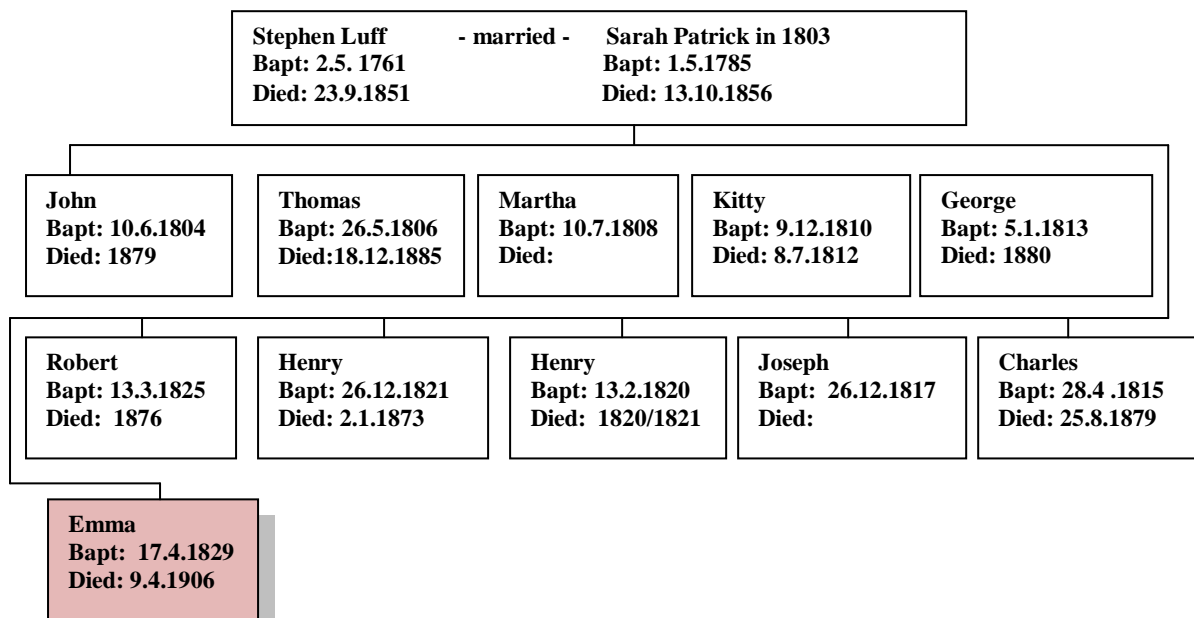 Stephen Luff - married - Sarah Patrick in 1803
Bapt: 2.5. 1761 Bapt: 1.5.1785
Died: 23.9.1851 Died: 13.10.1856
John
Bapt: 10.6.1804
Died: 1879
Thomas
Bapt: 26.5.1806
Died:18.12.1885
Martha
Bapt: 10.7.1808
Died:
Kitty
Bapt: 9.12.1810
Died: 8.7.1812
George
Bapt: 5.1.1813
Died: 1880
Robert
Bapt: 13.3.1825
Died: 1876
Henry
Bapt: 26.12.1821
Died: 2.1.1873
Henry
Bapt: 13.2.1820
Died: 1820/1821
Joseph
Bapt: 26.12.1817
Died:
Charles
Bapt: 28.4 .1815
Died: 25.8.1879
Emma
Bapt: 17.4.1829
Died: 9.4.1906